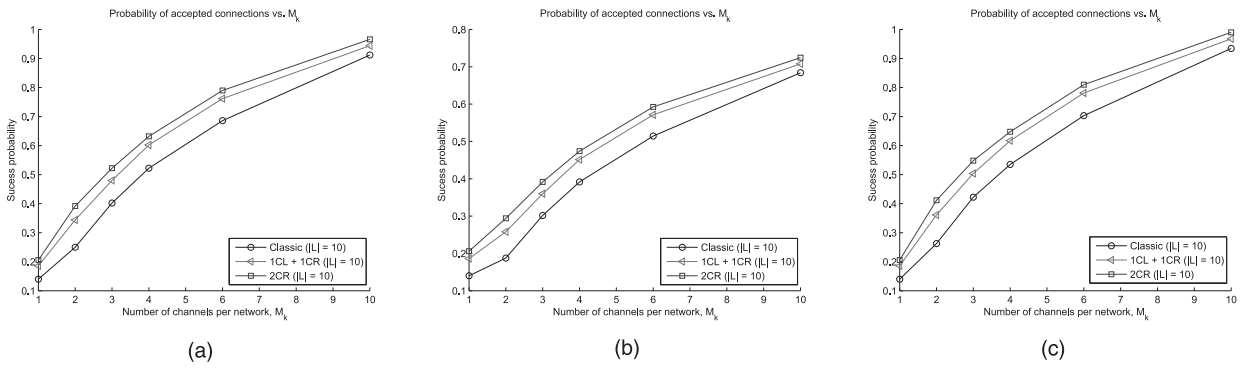 Probability of accepted connections vs. M_k
Sucess probability
1
0.9
0.8
0.7
0.6
0.5
0.4
0.3
0.2
0.1
1 2 3 4 5 6 7 8 9 10
Number of channels per network, M_k
Classic (|L| = 10)
1CL + 1CR (|L| = 10)
2CR (|L| = 10)
(a)
Probability of accepted connections vs. M_k
Sucess probability
0.8
0.7
0.6
0.5
0.4
0.3
0.2
0.1
1 2 3 4 5 6 7 8 9 10
Number of channels per network, M_k
Classic (|L| = 10)
1CL + 1CR (|L| = 10)
2CR (|L| = 10)
(b)
Probability of accepted connections vs. M_k
Sucess probability
1
0.9
0.8
0.7
0.6
0.5
0.4
0.3
0.2
0.1
1 2 3 4 5 6 7 8 9 10
Number of channels per network, M_k
Classic (|L| = 10)
1CL + 1CR (|L| = 10)
2CR (|L| = 10)
(c)